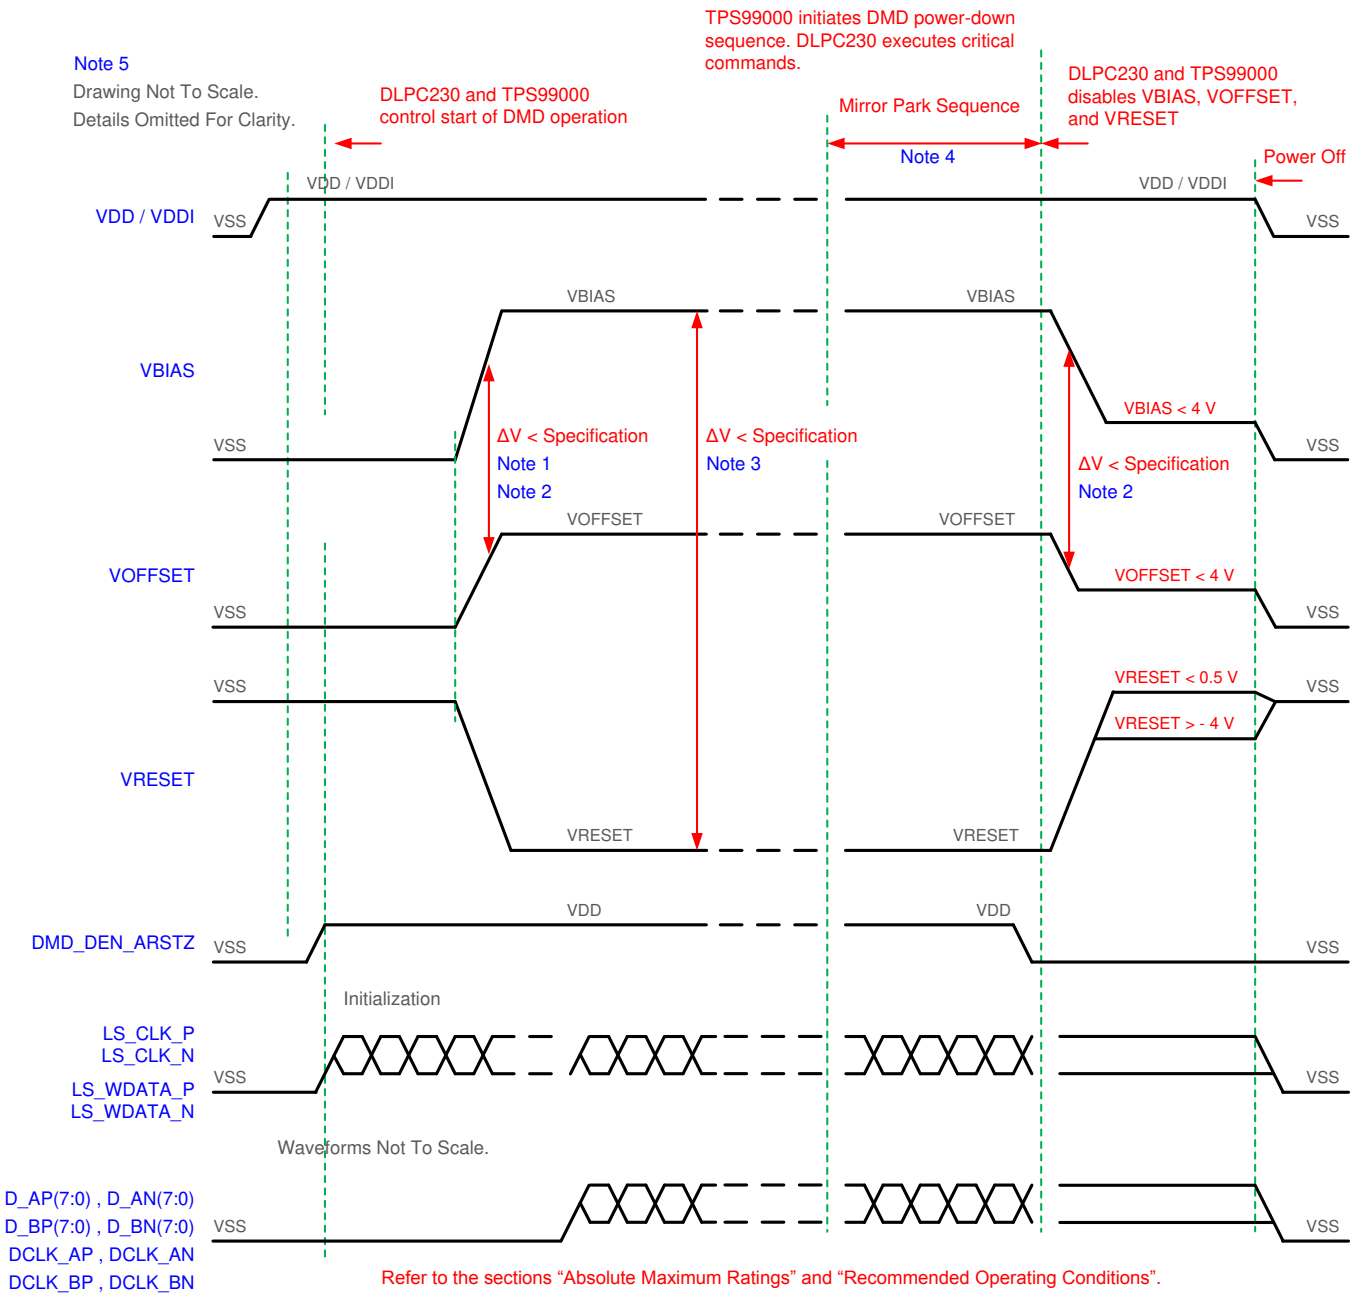 TPS99000 initiates DMD power-down
sequence. DLPC230 executes critical
commands.
Note 5
Drawing Not To Scale.
Details Omitted For Clarity.
DLPC230 and TPS99000
control start of DMD operation
Mirror Park Sequence
Note 4
DLPC230 and TPS99000
disables VBIAS, VOFFSET,
and VRESET
Power Off
VDD / VDDI
VSS
VDD / VDDI
VDD / VDDI
VSS
VBIAS
VSS
VBIAS
VBIAS
VBIAS < 4 V
VSS
ΔV < Specification
Note 1
Note 2
ΔV < Specification
Note 3
ΔV < Specification
Note 2
VOFFSET
VSS
VOFFSET
VOFFSET
VOFFSET < 4 V
VSS
VRESET
VSS
VRESET
VRESET
VRESET < 0.5 V
VRESET > - 4 V
VSS
DMD_DEN_ARSTZ
VSS
VDD
VDD
VSS
Initialization
LS_CLK_P
LS_CLK_N
LS_WDATA_P
LS_WDATA_N
VSS
VSS
Waveforms Not To Scale.
D_AP(7:0) , D_AN(7:0)
D_BP(7:0) , D_BN(7:0)
DCLK_AP , DCLK_AN
DCLK_BP , DCLK_BN
VSS
VSS
Refer to the sections “Absolute Maximum Ratings” and “Recommended Operating Conditions”.